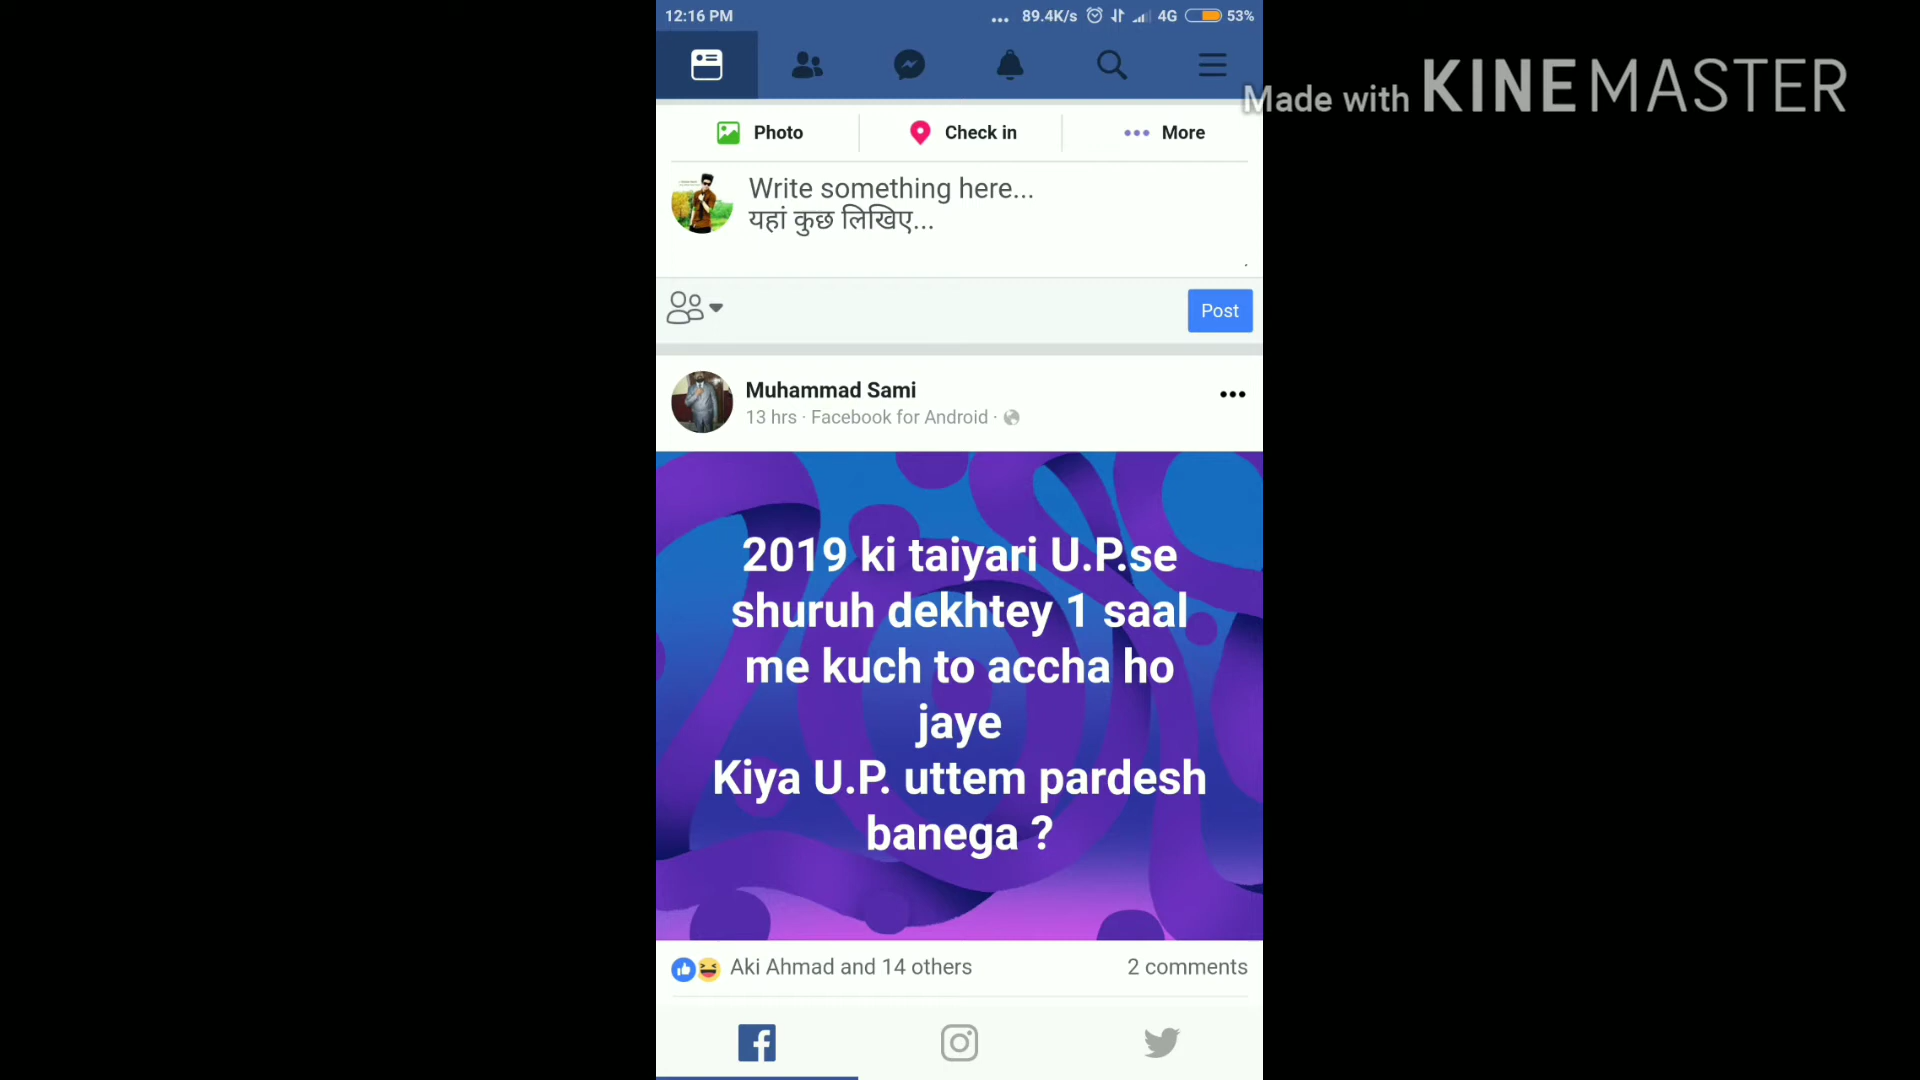 12:16 PM
... 89.4K/s 4G 53%
Made with KINEMASTER
Photo
Check in
More
Write something here...
यहां कुछ लिखिए...
Post
Muhammad Sami
13 hrs · Facebook for Android ·
2019 ki taiyari U.P.se
shuruh dekhtey 1 saal
me kuch to accha ho
jaye
Kiya U.P. uttem pardesh
banega ?
Aki Ahmad and 14 others
2 comments